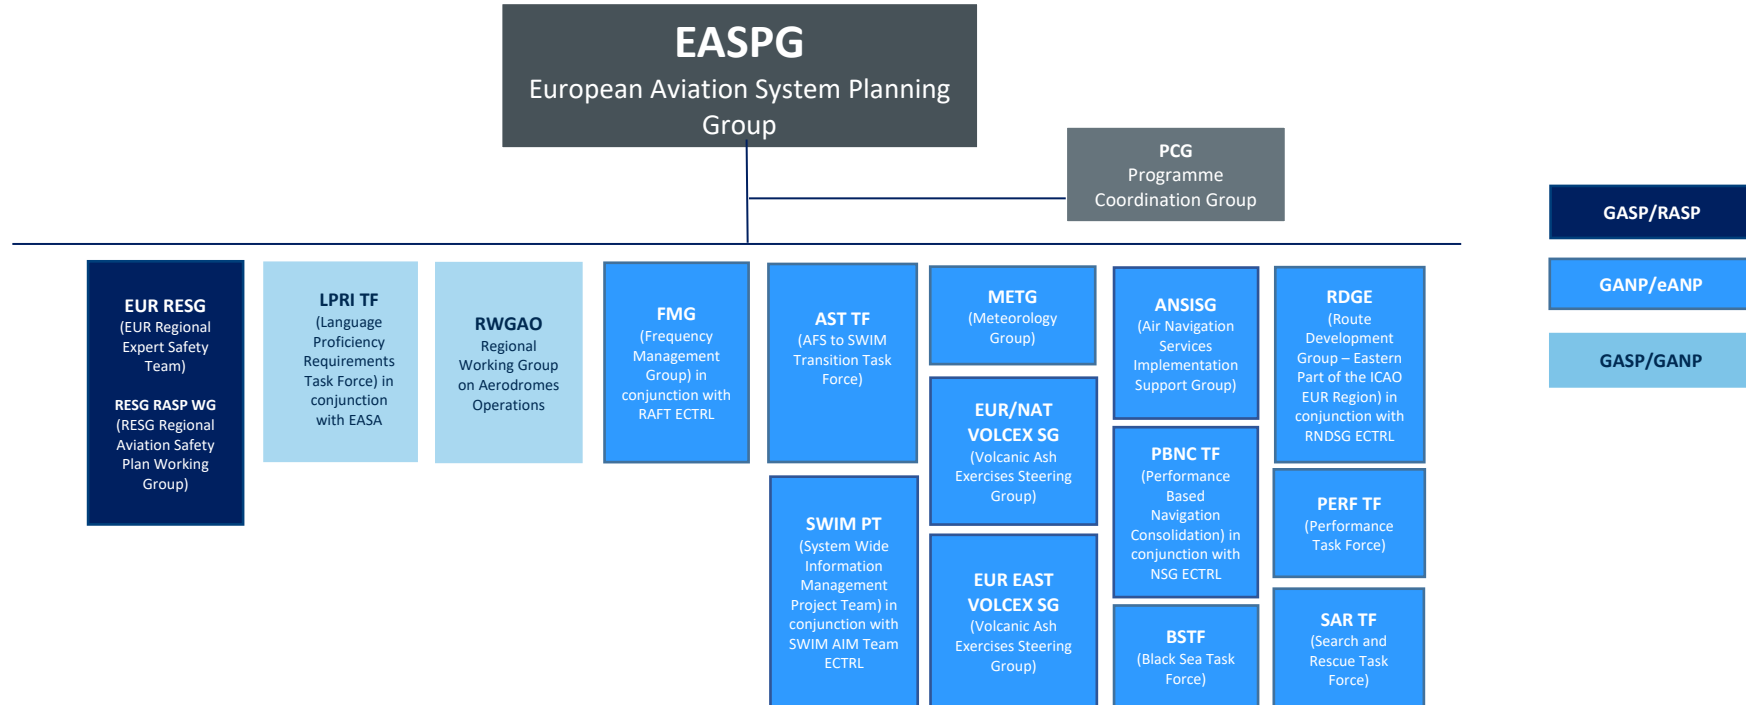 EASPG
European Aviation System Planning
Group
PCG
Programme
Coordination Group
EUR RESG
(EUR Regional
Expert Safety
Team)
RESG RASP WG
(RESG Regional
Aviation Safety
Plan Working
Group)
LPRI TF
(Language
Proficiency
Requirements
Task Force) in
conjunction
with EASA
RWGAO
Regional
Working Group
on Aerodromes
Operations
FMG
(Frequency
Management
Group) in
conjunction with
RAFT ECTRL
AST TF
(AFS to SWIM
Transition Task
Force)
SWIM PT
(System Wide
Information
Management
Project Team) in
conjunction with
SWIM AIM Team
ECTRL
METG
(Meteorology
Group)
EUR/NAT
VOLCEX SG
(Volcanic Ash
Exercises Steering
Group)
EUR EAST
VOLCEX SG
(Volcanic Ash
Exercises Steering
Group)
ANSISG
(Air Navigation
Services
Implementation
Support Group)
PBNC TF
(Performance
Based
Navigation
Consolidation) in
conjunction with
NSG ECTRL
BSTF
(Black Sea Task
Force)
RDGE
(Route
Development
Group – Eastern
Part of the ICAO
EUR Region) in
conjunction with
RNDSG ECTRL
PERF TF
(Performance
Task Force)
SAR TF
(Search and
Rescue Task
Force)
GASP/RASP
GANP/eANP
GASP/GANP